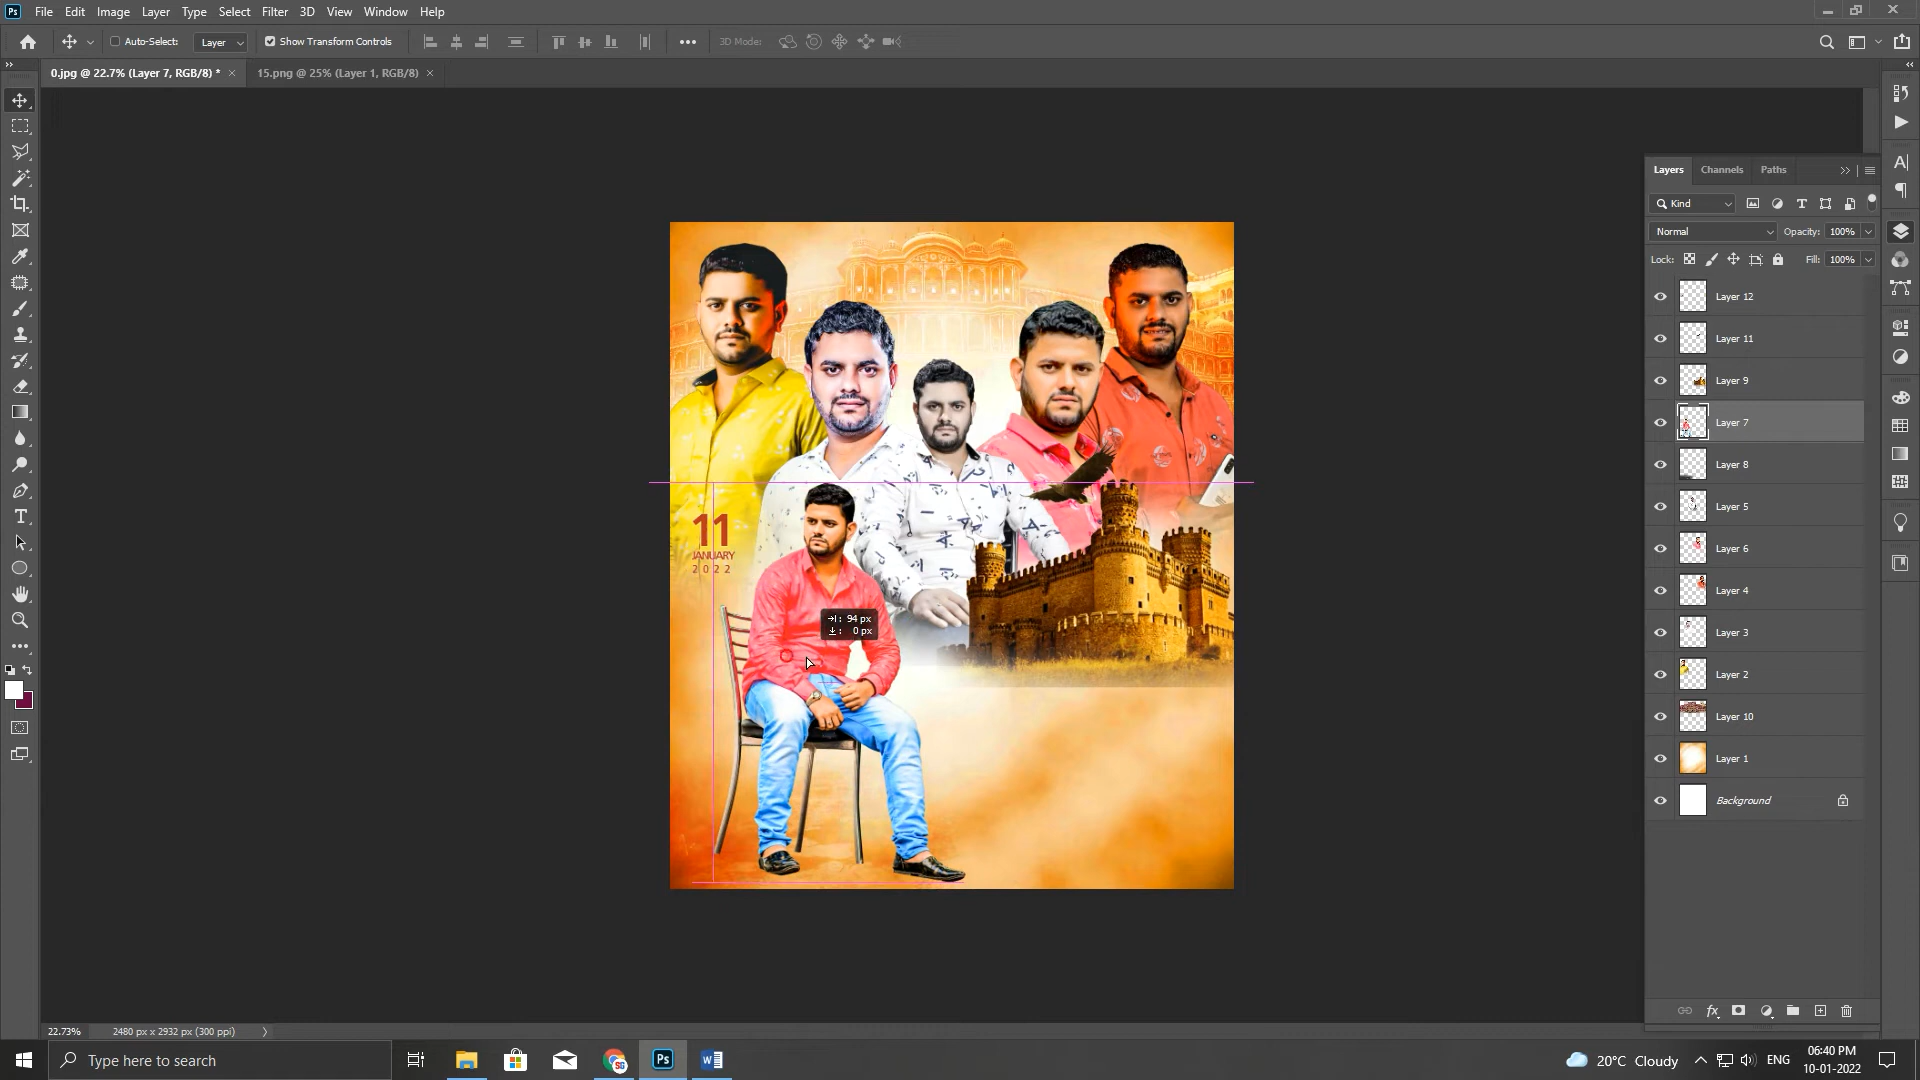 Ps File Edit Image Layer Type Select Filter 3D View Window Help
Auto-Select: Layer Show Transform Controls 3D Mode:
0.jpg @ 22.7% (Layer 7, RGB/8) * × 15.png @ 25% (Layer 1, RGB/8) ×
Layers Channels Paths
Kind
Normal Opacity: 100%
Lock: Fill: 100%
Layer 12
Layer 11
Layer 9
Layer 7
Layer 8
Layer 5
Layer 6
Layer 4
Layer 3
Layer 2
Layer 10
Layer 1
Background
11
JANUARY
2022
94 px
0 px
22.73% 2480 px x 2932 px (300 ppi)
Type here to search
Ps
20°C Cloudy ENG 06:40 PM
10-01-2022